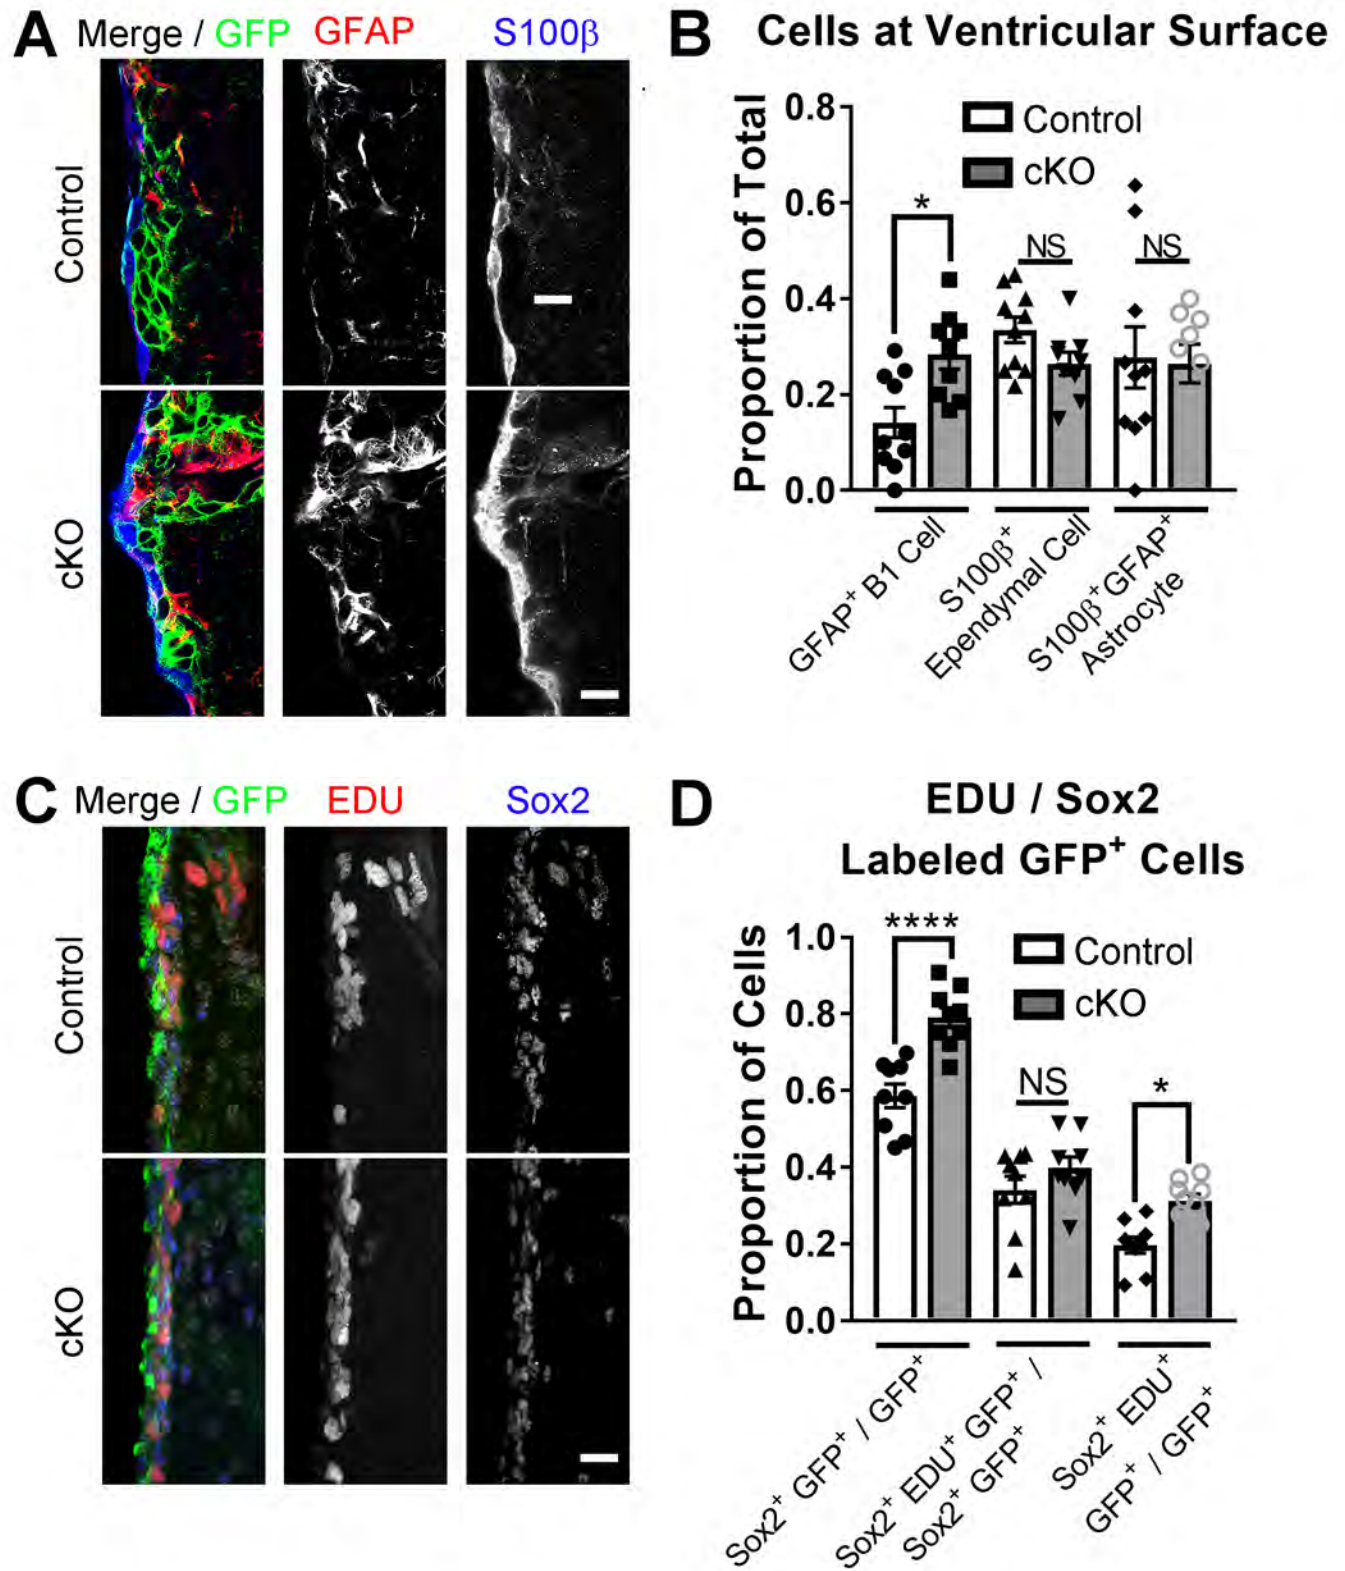 A
Merge / GFP GFAP S100β
Control
cKO
B
Cells at Ventricular Surface
Proportion of Total
0.8
0.6
0.4
0.2
0.0
Control
cKO
*
NS
NS
GFAP⁺ B1 Cell
S100β⁺
Ependymal Cell
S100β⁺GFAP⁺
Astrocyte
C
Merge / GFP EDU Sox2
Control
cKO
D
EDU / Sox2
Labeled GFP⁺ Cells
Proportion of Cells
1.0
0.8
0.6
0.4
0.2
0.0
Control
cKO
****
NS
*
Sox2⁺ GFP⁺ / GFP⁺
Sox2⁺ EDU⁺ GFP⁺ /
Sox2⁺ GFP⁺
Sox2⁺ EDU⁺
GFP⁺ / GFP⁺